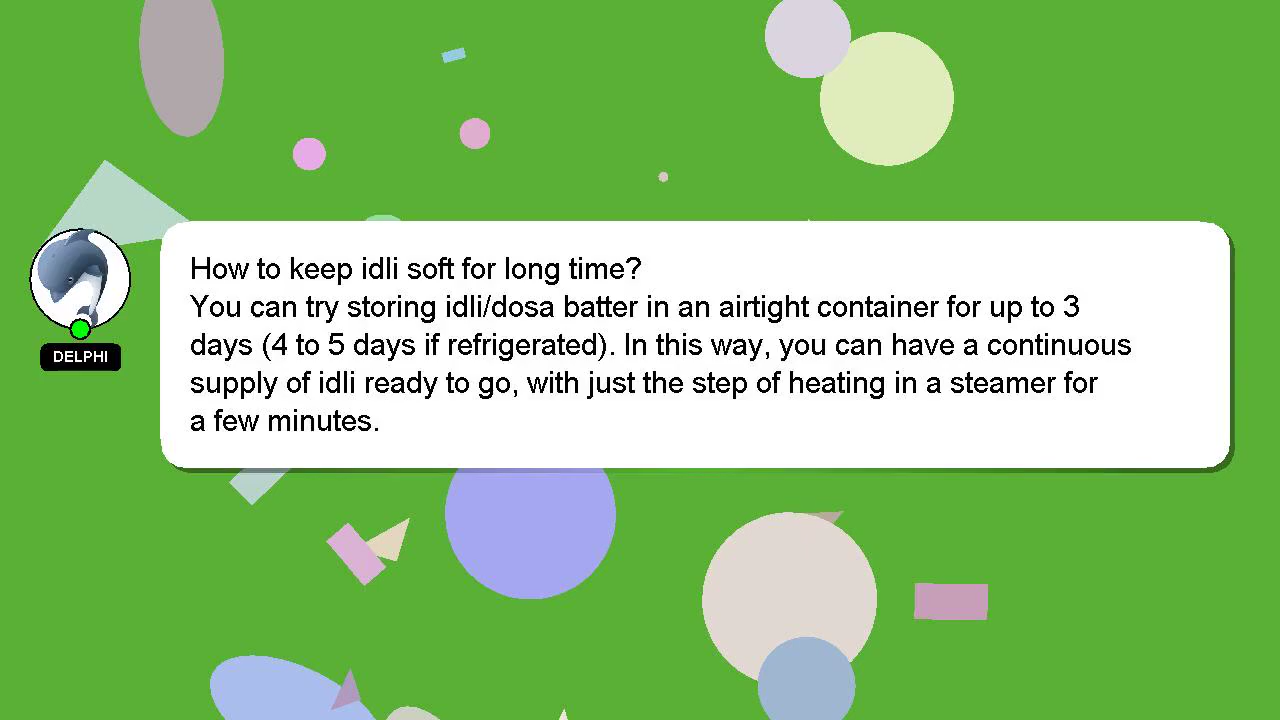 How to keep idli soft for long time?
You can try storing idli/dosa batter in an airtight container for up to 3
days (4 to 5 days if refrigerated). In this way, you can have a continuous
supply of idli ready to go, with just the step of heating in a steamer for
a few minutes.
DELPHI